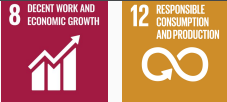 8 DECENT WORK AND
ECONOMIC GROWTH
12 RESPONSIBLE
CONSUMPTION
AND PRODUCTION